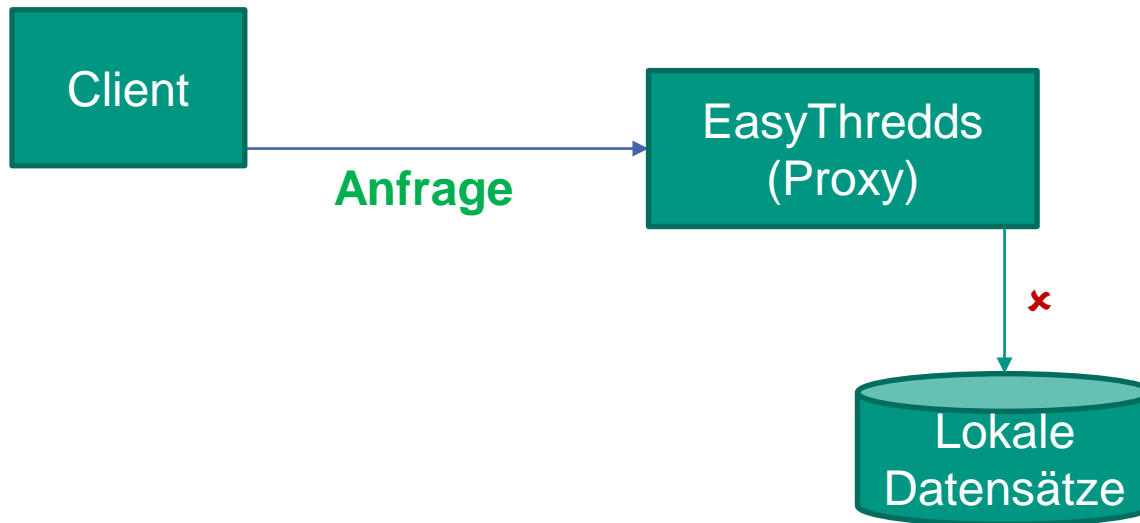 Client
EasyThredds
(Proxy)
Anfrage
Lokale
Datensätze